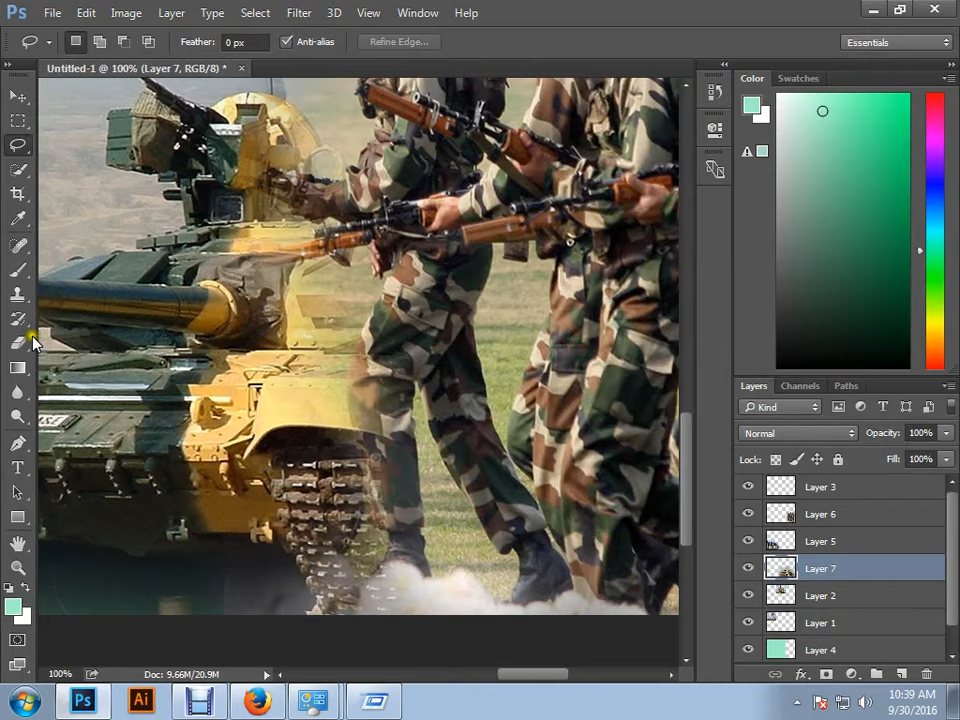 Ps File Edit Image Layer Type Select Filter 3D View Window Help
Feather: 0 px Anti-alias Refine Edge... Essentials
Untitled-1 @ 100% (Layer 7, RGB/8) * ×
Color Swatches
Layers Channels Paths
Kind
Normal Opacity: 100%
Lock: Fill: 100%
Layer 3
Layer 6
Layer 5
Layer 7
Layer 2
Layer 1
Layer 4
100% Doc: 9.66M/20.9M
fx
Ps Ai
10:39 AM
9/30/2016